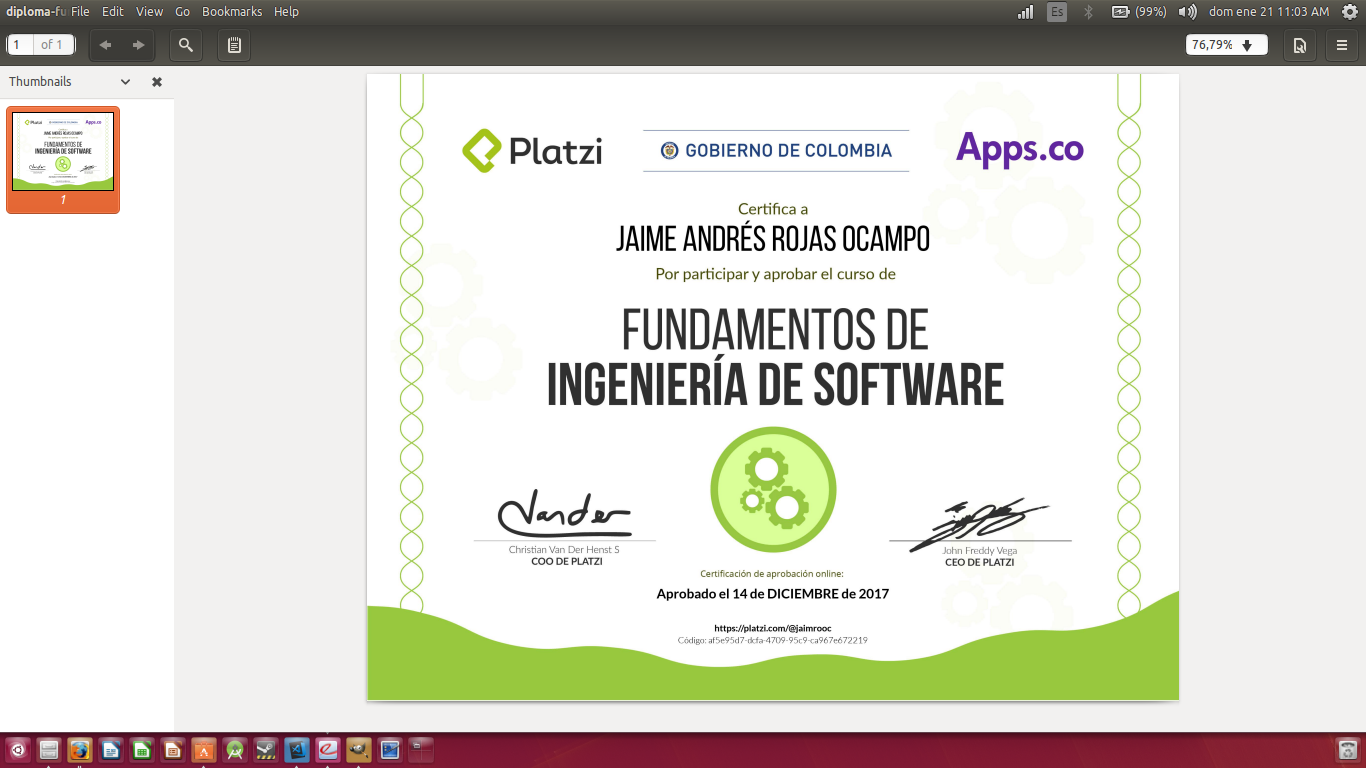 diploma-fu File Edit View Go Bookmarks Help
Es (99%) dom ene 21 11:03 AM
1 of 1
76,79%
Thumbnails
1
Platzi
GOBIERNO DE COLOMBIA
Apps.co
Certifica a
JAIME ANDRÉS ROJAS OCAMPO
Por participar y aprobar el curso de
FUNDAMENTOS DE
INGENIERÍA DE SOFTWARE
Vander
Christian Van Der Henst S
COO DE PLATZI
John Freddy Vega
CEO DE PLATZI
Certificación de aprobación online:
Aprobado el 14 de DICIEMBRE de 2017
https://platzi.com/@jaimrooc
Código: af5e95d7-dcfa-4709-95c9-ca967e672219